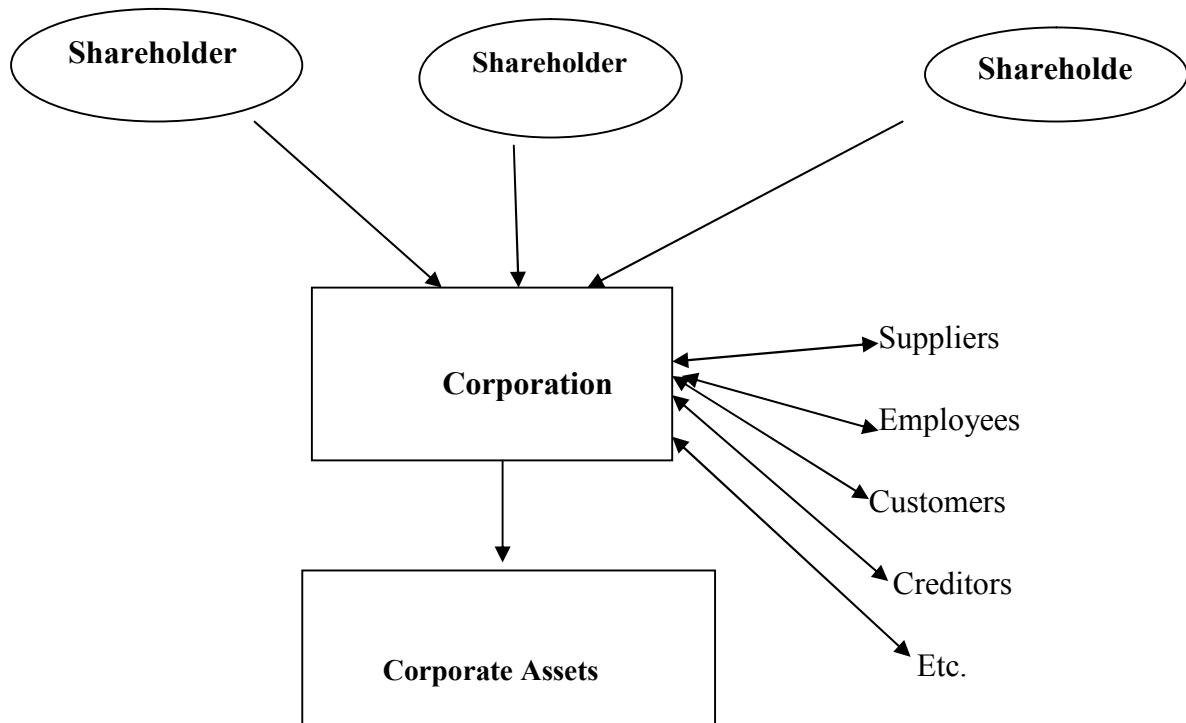 Shareholder
Shareholder
Shareholde
Corporation
Suppliers
Employees
Customers
Creditors
Etc.
Corporate Assets